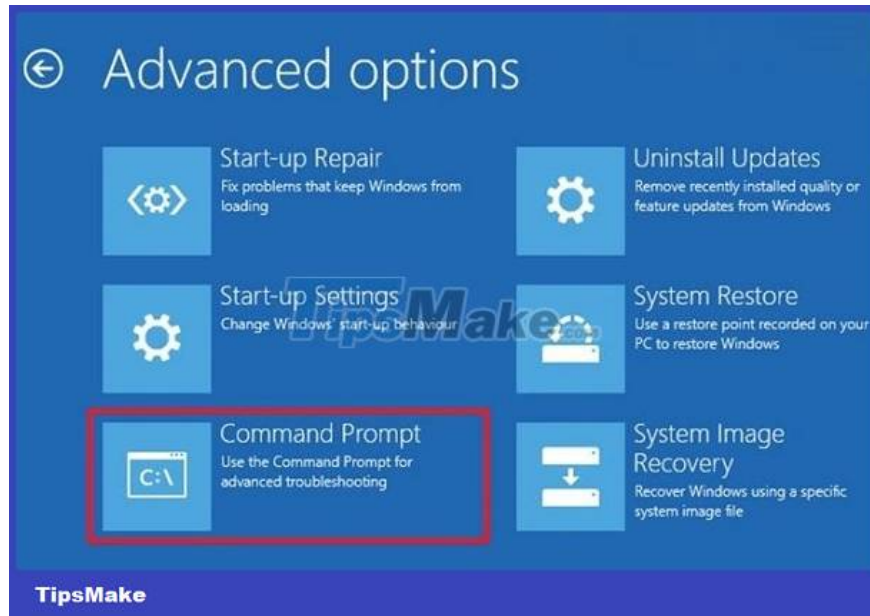 Advanced options
Start-up Repair
Fix problems that keep Windows from
loading
Uninstall Updates
Remove recently installed quality or
feature updates from Windows
Start-up Settings
Change Windows' start-up behaviour
System Restore
Use a restore point recorded on your
PC to restore Windows
TipsMake.com
C:\
Command Prompt
Use the Command Prompt for
advanced troubleshooting
System Image
Recovery
Recover Windows using a specific
system image file
TipsMake